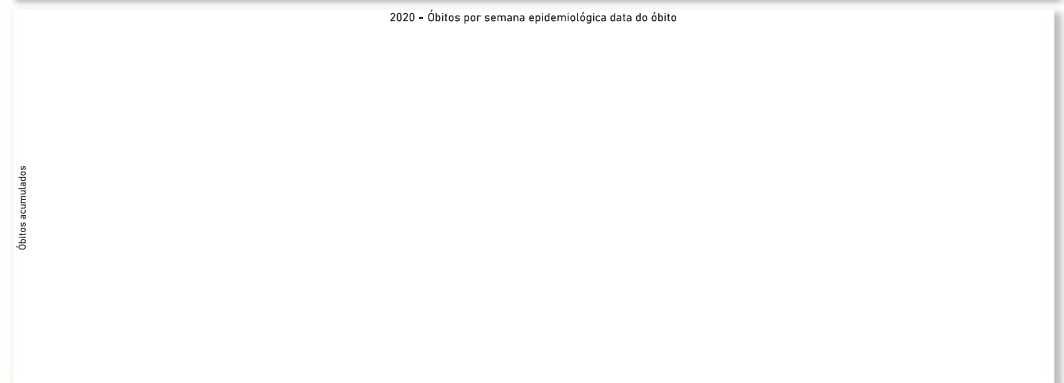 2020 - Óbitos por semana epidemiológica data do óbito
Óbitos acumulados